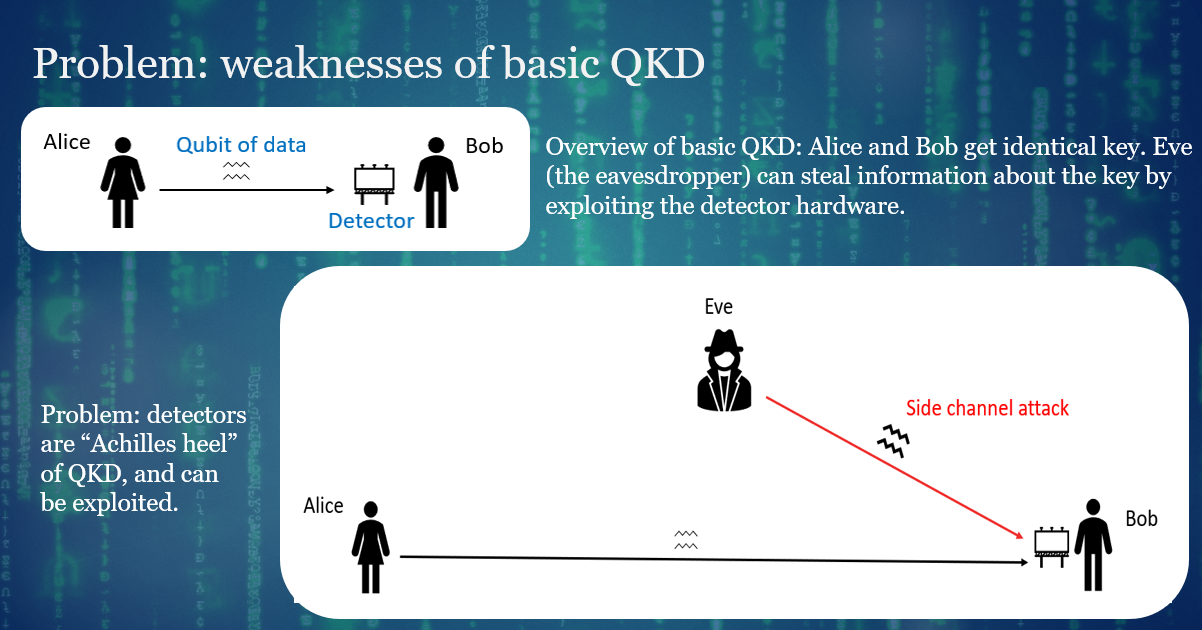 Problem: weaknesses of basic QKD
Alice
Qubit of data
Bob
Detector
Overview of basic QKD: Alice and Bob get identical key. Eve
(the eavesdropper) can steal information about the key by
exploiting the detector hardware.
Eve
Side channel attack
Problem: detectors
are “Achilles heel”
of QKD, and can
be exploited.
Alice
Bob